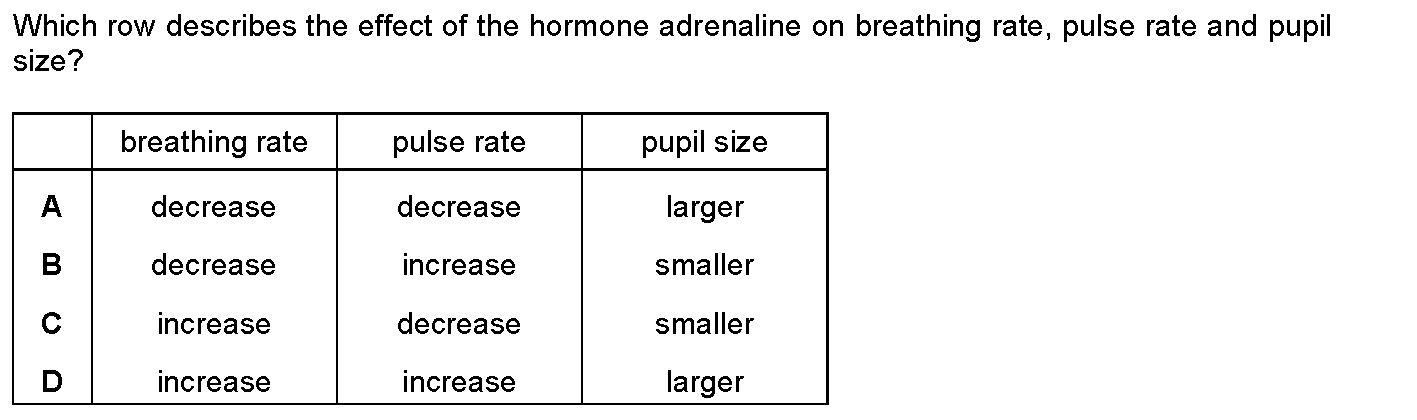 Which row describes the effect of the hormone adrenaline on breathing rate, pulse rate and pupil
size?
breathing rate pulse rate pupil size
A decrease decrease larger
B decrease increase smaller
C increase decrease smaller
D increase increase larger